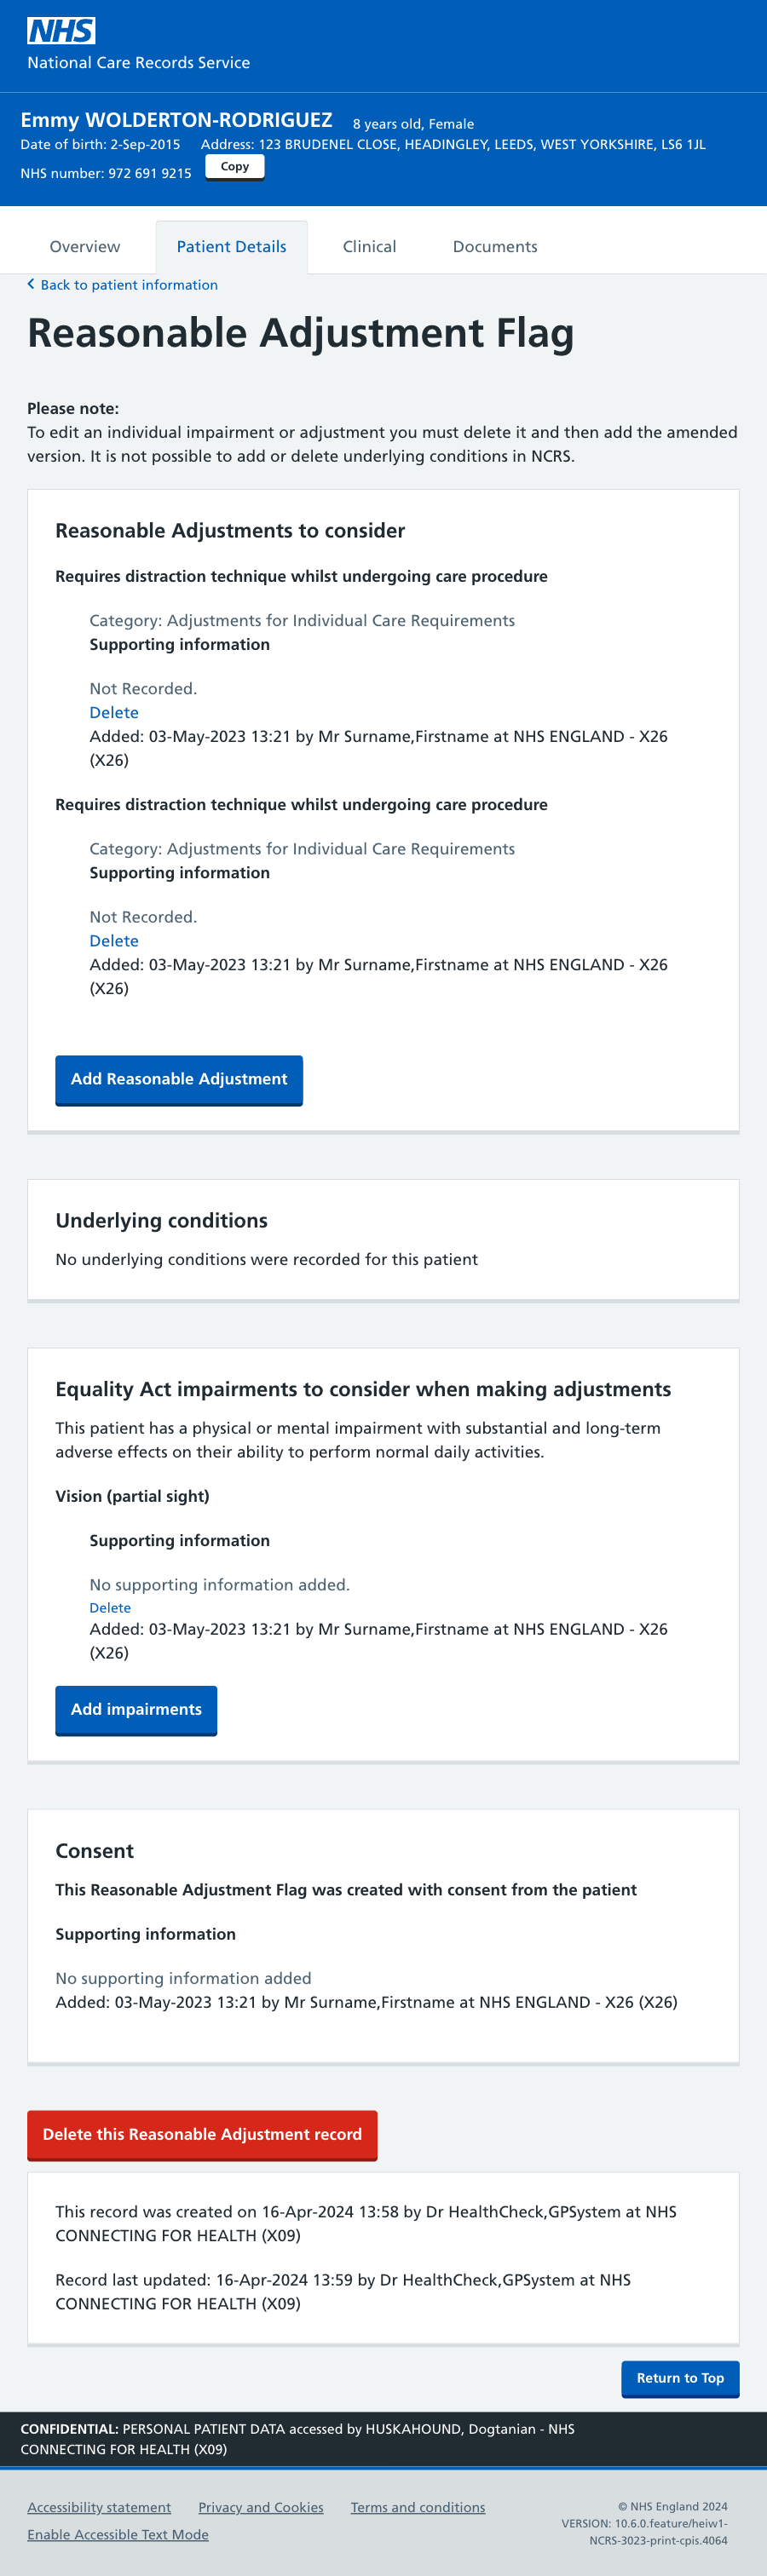 NHS
National Care Records Service
Emmy WOLDERTON-RODRIGUEZ 8 years old, Female
Date of birth: 2-Sep-2015 Address: 123 BRUDENEL CLOSE, HEADINGLEY, LEEDS, WEST YORKSHIRE, LS6 1JL
NHS number: 972 691 9215 Copy
Overview Patient Details Clinical Documents
Back to patient information
Reasonable Adjustment Flag
Please note:
To edit an individual impairment or adjustment you must delete it and then add the amended
version. It is not possible to add or delete underlying conditions in NCRS.
Reasonable Adjustments to consider
Requires distraction technique whilst undergoing care procedure
Category: Adjustments for Individual Care Requirements
Supporting information
Not Recorded.
Delete
Added: 03-May-2023 13:21 by Mr Surname,Firstname at NHS ENGLAND - X26
(X26)
Requires distraction technique whilst undergoing care procedure
Category: Adjustments for Individual Care Requirements
Supporting information
Not Recorded.
Delete
Added: 03-May-2023 13:21 by Mr Surname,Firstname at NHS ENGLAND - X26
(X26)
Add Reasonable Adjustment
Underlying conditions
No underlying conditions were recorded for this patient
Equality Act impairments to consider when making adjustments
This patient has a physical or mental impairment with substantial and long-term
adverse effects on their ability to perform normal daily activities.
Vision (partial sight)
Supporting information
No supporting information added.
Delete
Added: 03-May-2023 13:21 by Mr Surname,Firstname at NHS ENGLAND - X26
(X26)
Add impairments
Consent
This Reasonable Adjustment Flag was created with consent from the patient
Supporting information
No supporting information added
Added: 03-May-2023 13:21 by Mr Surname,Firstname at NHS ENGLAND - X26 (X26)
Delete this Reasonable Adjustment record
This record was created on 16-Apr-2024 13:58 by Dr HealthCheck,GPSystem at NHS
CONNECTING FOR HEALTH (X09)
Record last updated: 16-Apr-2024 13:59 by Dr HealthCheck,GPSystem at NHS
CONNECTING FOR HEALTH (X09)
Return to Top
CONFIDENTIAL: PERSONAL PATIENT DATA accessed by HUSKAHOUND, Dogtanian - NHS
CONNECTING FOR HEALTH (X09)
Accessibility statement Privacy and Cookies Terms and conditions
Enable Accessible Text Mode
© NHS England 2024
VERSION: 10.6.0.feature/heiw1-
NCRS-3023-print-cpis.4064